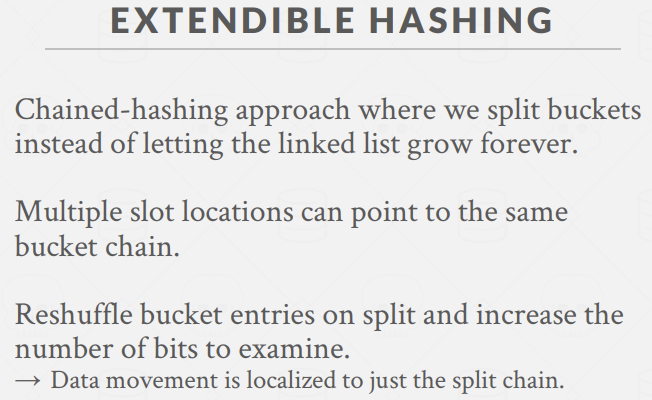 EXTENDIBLE HASHING
Chained-hashing approach where we split buckets
instead of letting the linked list grow forever.
Multiple slot locations can point to the same
bucket chain.
Reshuffle bucket entries on split and increase the
number of bits to examine.
→ Data movement is localized to just the split chain.